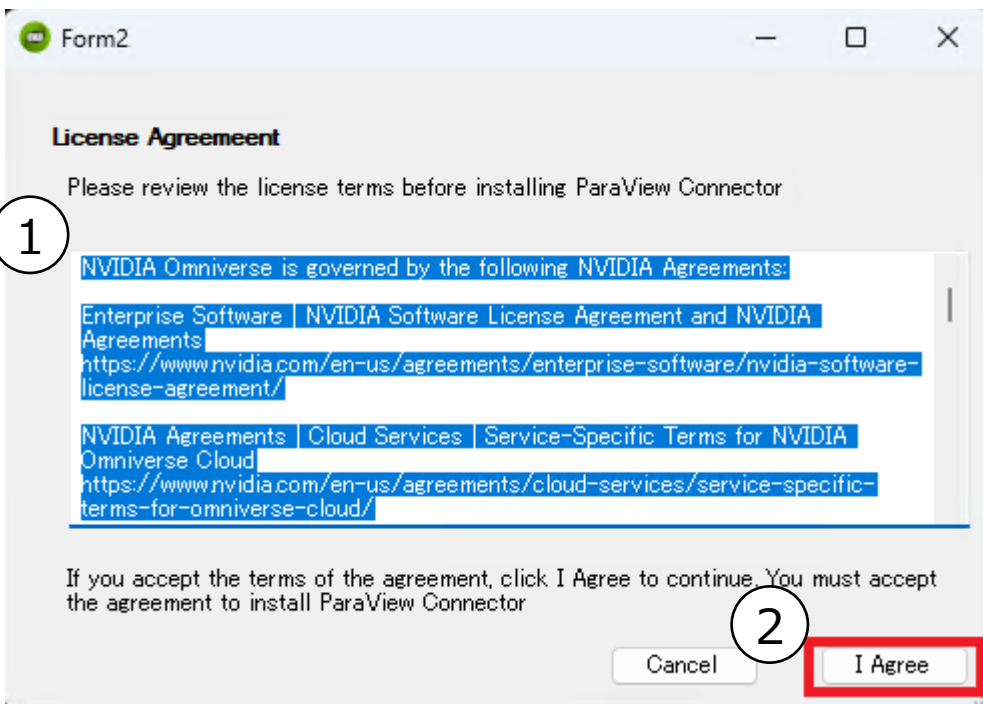 Form2
License Agreemeent
Please review the license terms before installing ParaView Connector
1
NVIDIA Omniverse is governed by the following NVIDIA Agreements:
Enterprise Software | NVIDIA Software License Agreement and NVIDIA
Agreements
https://www.nvidia.com/en-us/agreements/enterprise-software/nvidia-software-
license-agreement/
NVIDIA Agreements | Cloud Services | Service-Specific Terms for NVIDIA
Omniverse Cloud
https://www.nvidia.com/en-us/agreements/cloud-services/service-specific-
terms-for-omniverse-cloud/
If you accept the terms of the agreement, click I Agree to continue. You must accept
the agreement to install ParaView Connector
2
Cancel
I Agree